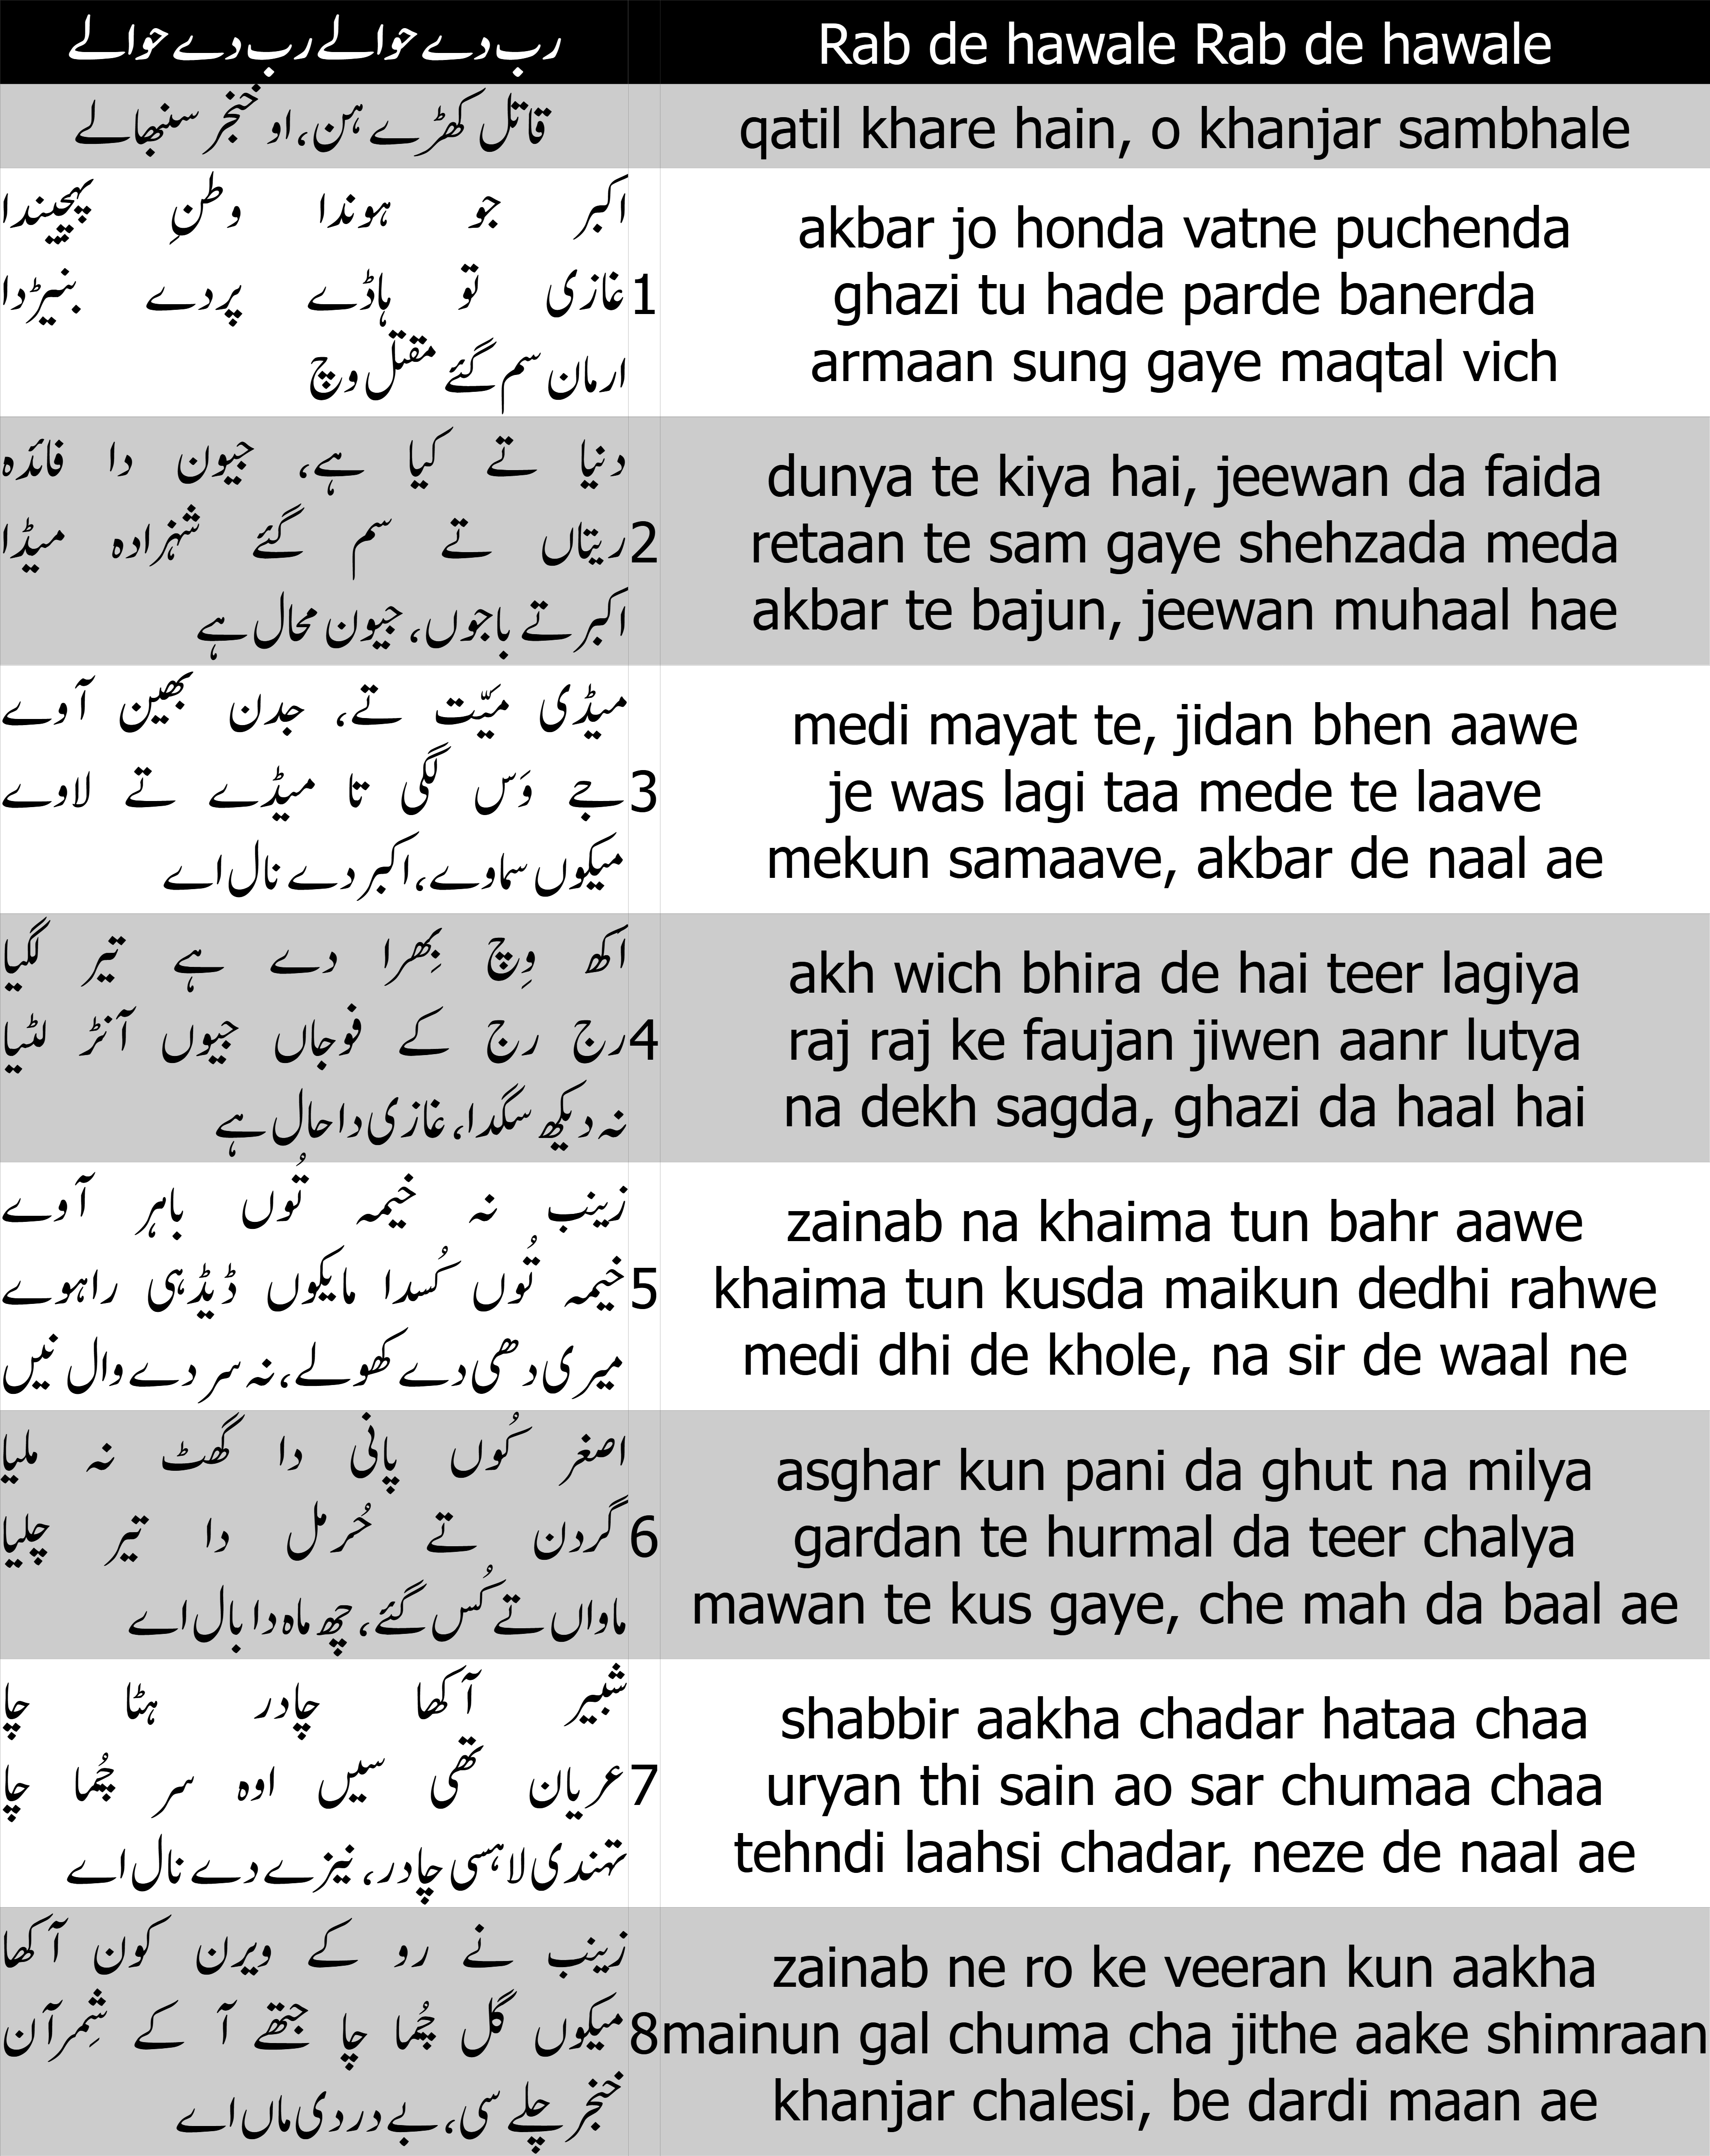 رب دے حوالے رب دے حوالے
Rab de hawale Rab de hawale
قاتل کھڑے ہن، او خنجر سنبھالے
qatil khare hain, o khanjar sambhale
اکبر جو ہوندا وطنِ پہچیندا
1 غازی تو ہاڈے پردے بنیڑدا
ارمان سم گئے مقتل وچ
akbar jo honda vatne puchenda
ghazi tu hade parde banerda
armaan sung gaye maqtal vich
دنیا تے کیا ہے، جیون دا فائدہ
2 ریتاں تے سم گئے شہزادہ میڈا
اکبر تے باجوں، جیون محال ہے
dunya te kiya hai, jeewan da faida
retaan te sam gaye shehzada meda
akbar te bajun, jeewan muhaal hae
میڈی میّت تے، جدن بھین آوے
3 جے وَس لگی تا میڈے تے لاوے
میکوں سماوے، اکبر دے نال اے
medi mayat te, jidan bhen aawe
je was lagi taa mede te laave
mekun samaave, akbar de naal ae
اَکھ وِچ بِھرا دے ہے تیر لگیا
4 رج رج کے فوجاں جیوں آنڑ لٹیا
نہ دیکھ سگدا، غازی دا حال ہے
akh wich bhira de hai teer lagiya
raj raj ke faujan jiwen aanr lutya
na dekh sagda, ghazi da haal hai
زینب نہ خیمہ تُوں باہر آوے
5 خیمہ تُوں کُسدا مایکوں ڈیڈہی راہوے
میری دھی دے کھولے، نہ سر دے وال نیں
zainab na khaima tun bahr aawe
khaima tun kusda maikun dedhi rahwe
medi dhi de khole, na sir de waal ne
اصغر کُوں پانی دا گھٹ نہ ملیا
6 گردن تے حُرمل دا تیر چلیا
ماواں تے کُس گئے، چھ ماہ دا بال اے
asghar kun pani da ghut na milya
gardan te hurmal da teer chalya
mawan te kus gaye, che mah da baal ae
شبیر آکھا چادر ہٹا چا
7 عریان تھی سیں اوہ سر چُما چا
تہندی لاہسی چادر، نیزے دے نال اے
shabbir aakha chadar hataa chaa
uryan thi sain ao sar chumaa chaa
tehndi laahsi chadar, neze de naal ae
زینب نے رو کے ویرن کون آکھا
8 میکوں گل چُما چا جتھے آ کے شِمرآن
خنجر چلے سی، بے دردی ماں اے
zainab ne ro ke veeran kun aakha
mainun gal chuma cha jithe aake shimraan
khanjar chalesi, be dardi maan ae